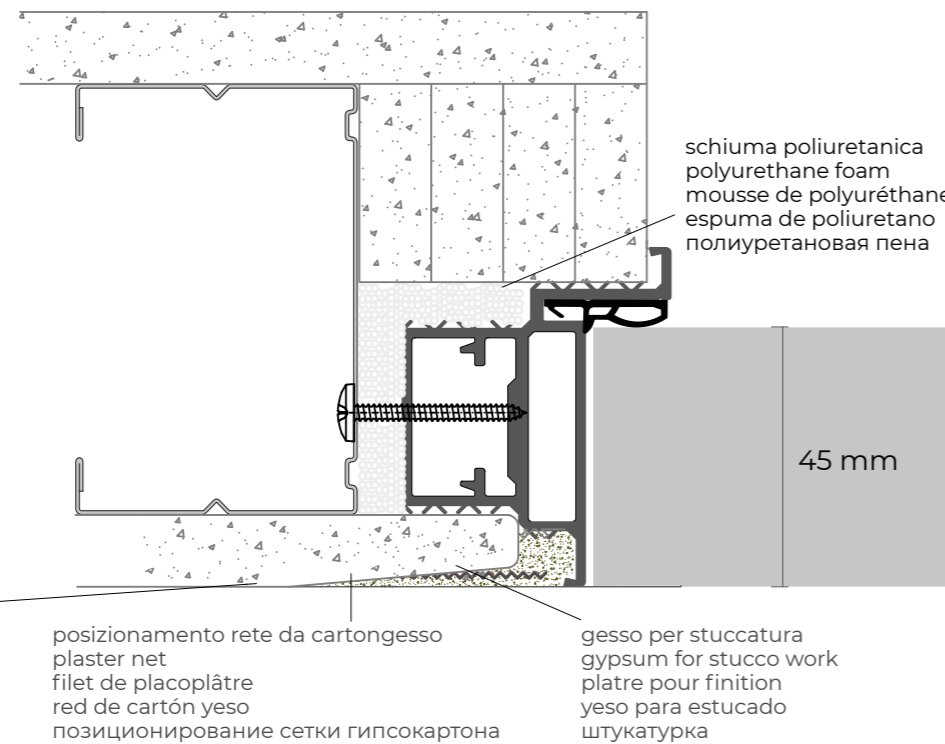 schiuma poliuretanica
polyurethane foam
mousse de polyuréthane
espuma de poliuretano
полиуретановая пена
45 mm
posizionamento rete da cartongesso
plaster net
filet de placoplâtre
red de cartón yeso
позиционирование сетки гипсокартона
gesso per stuccatura
gypsum for stucco work
platre pour finition
yeso para estucado
штукатурка